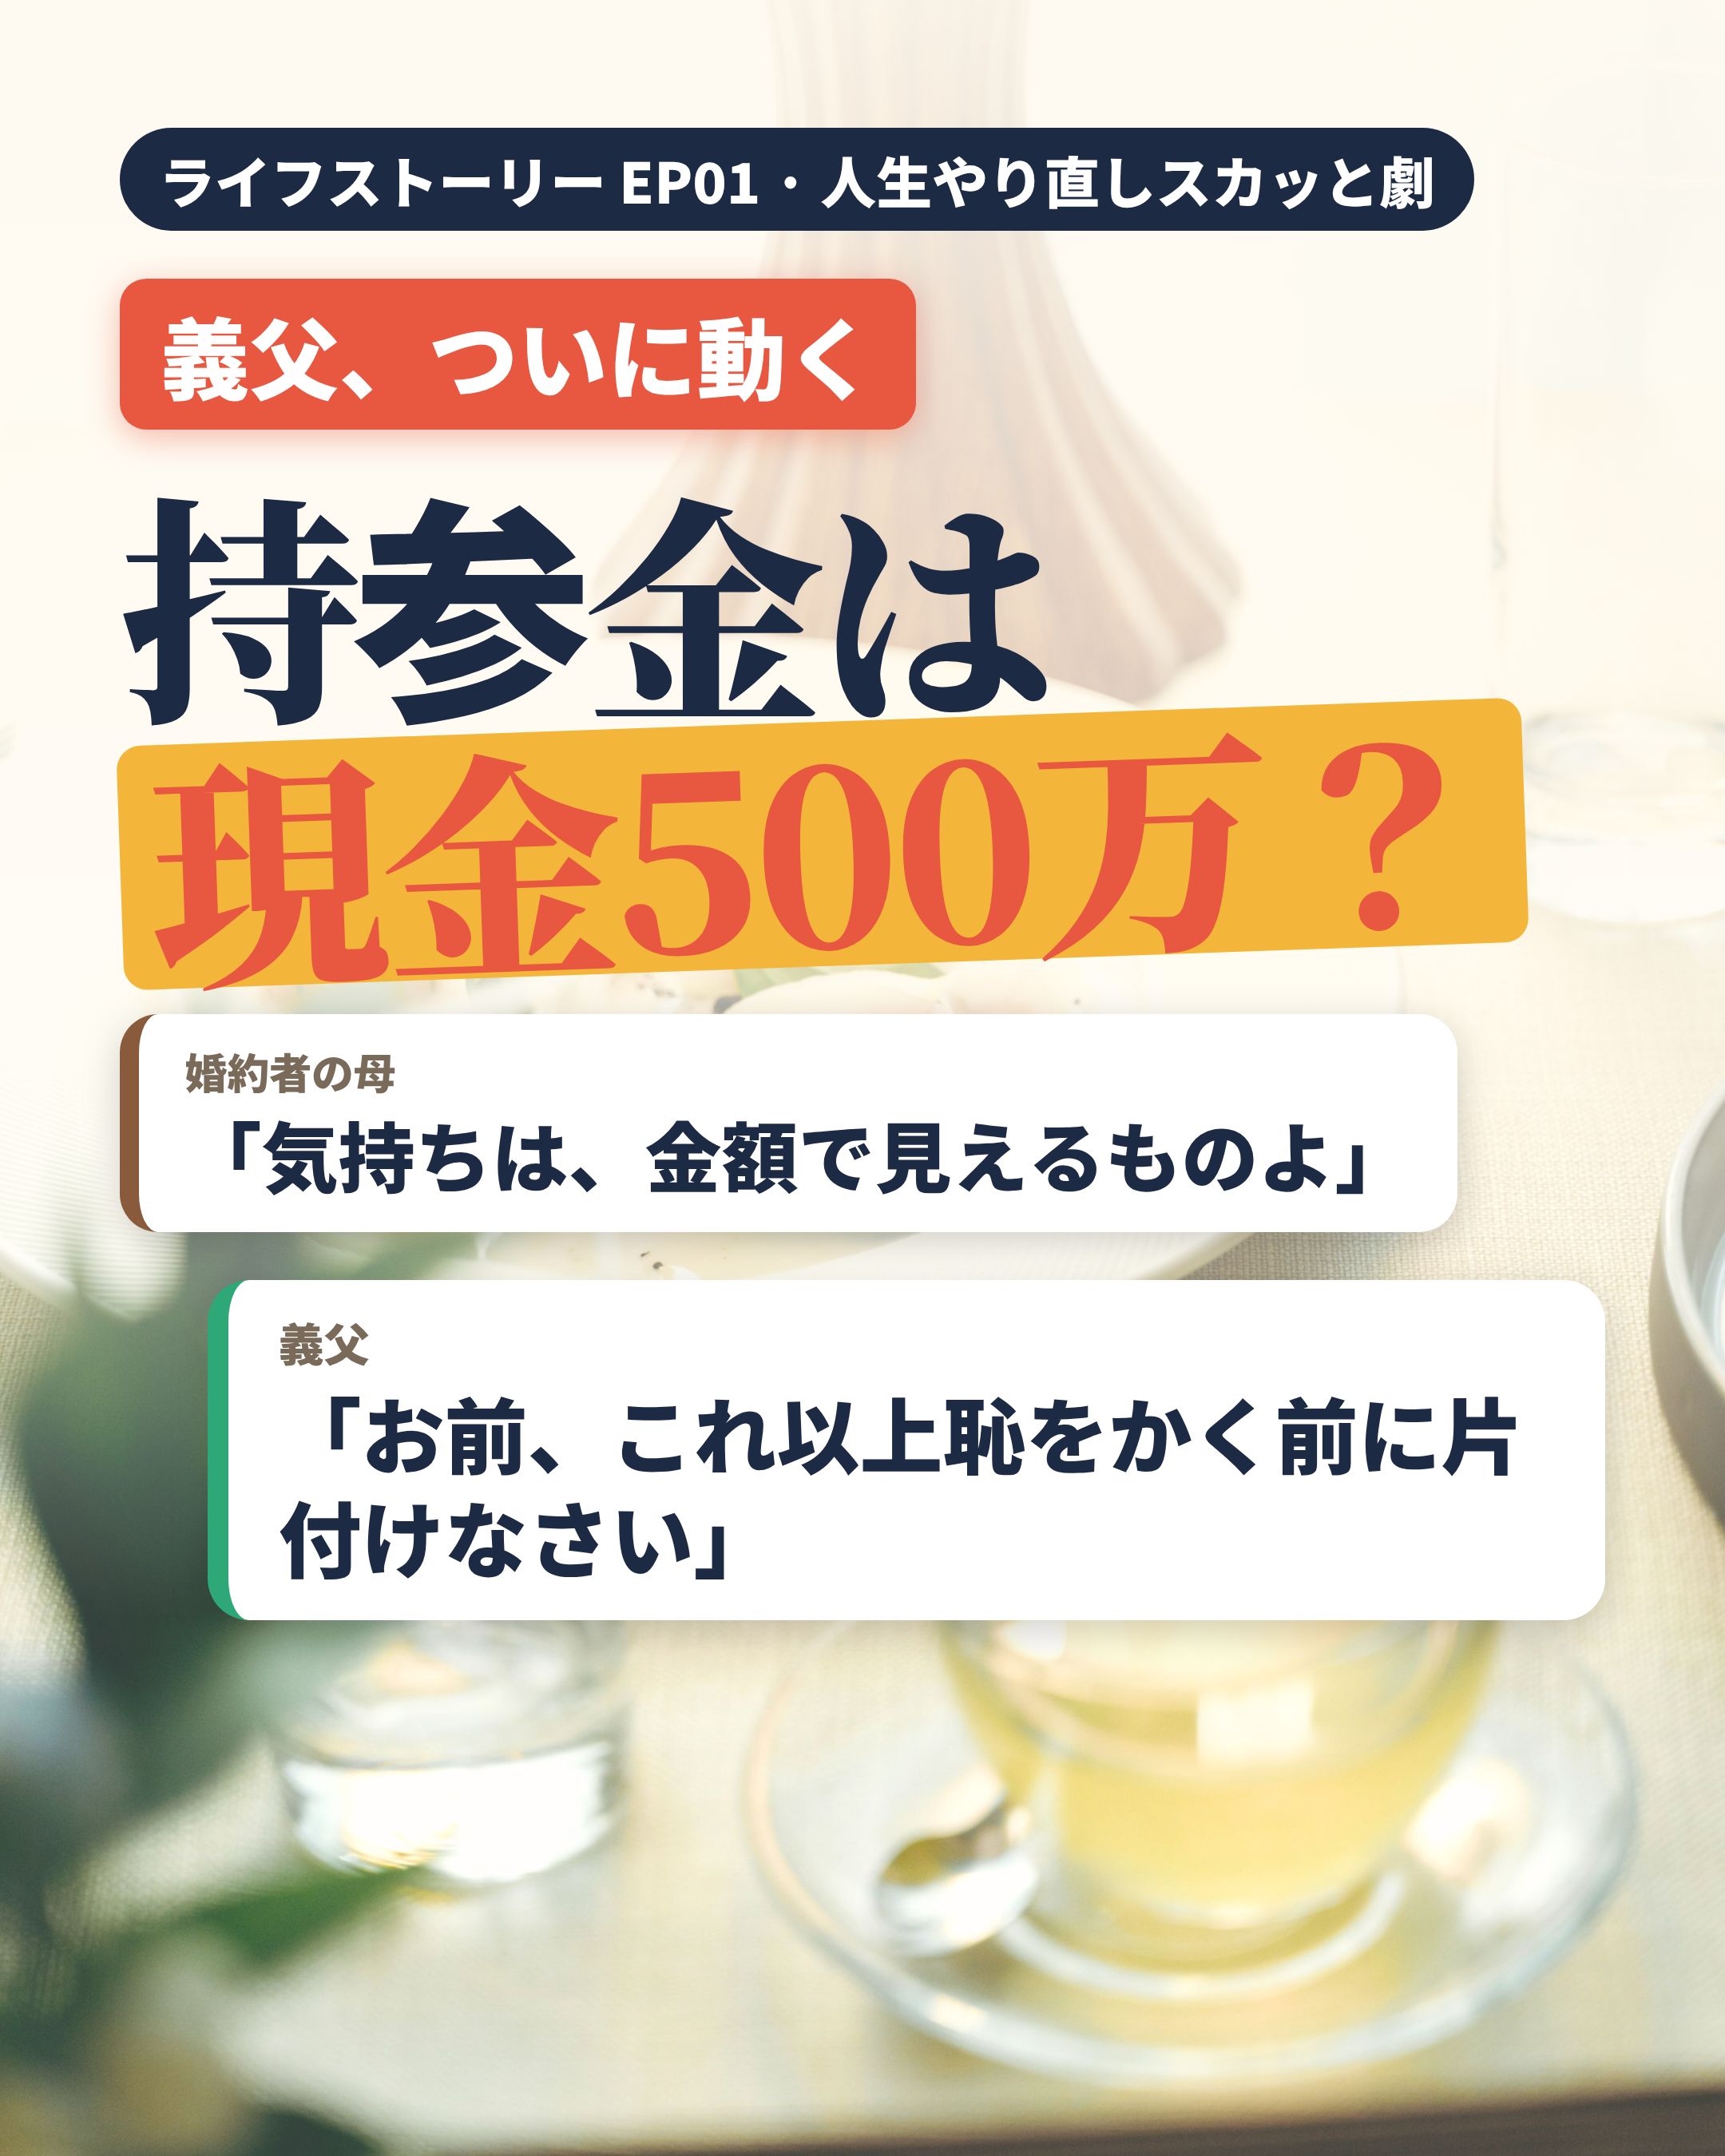 ライフストーリー EP01・人生やり直しスカッと劇
義父、ついに動く
持参金は
現金500万？
婚約者の母
「気持ちは、金額で見えるものよ」
義父
「お前、これ以上恥をかく前に片
付けなさい」